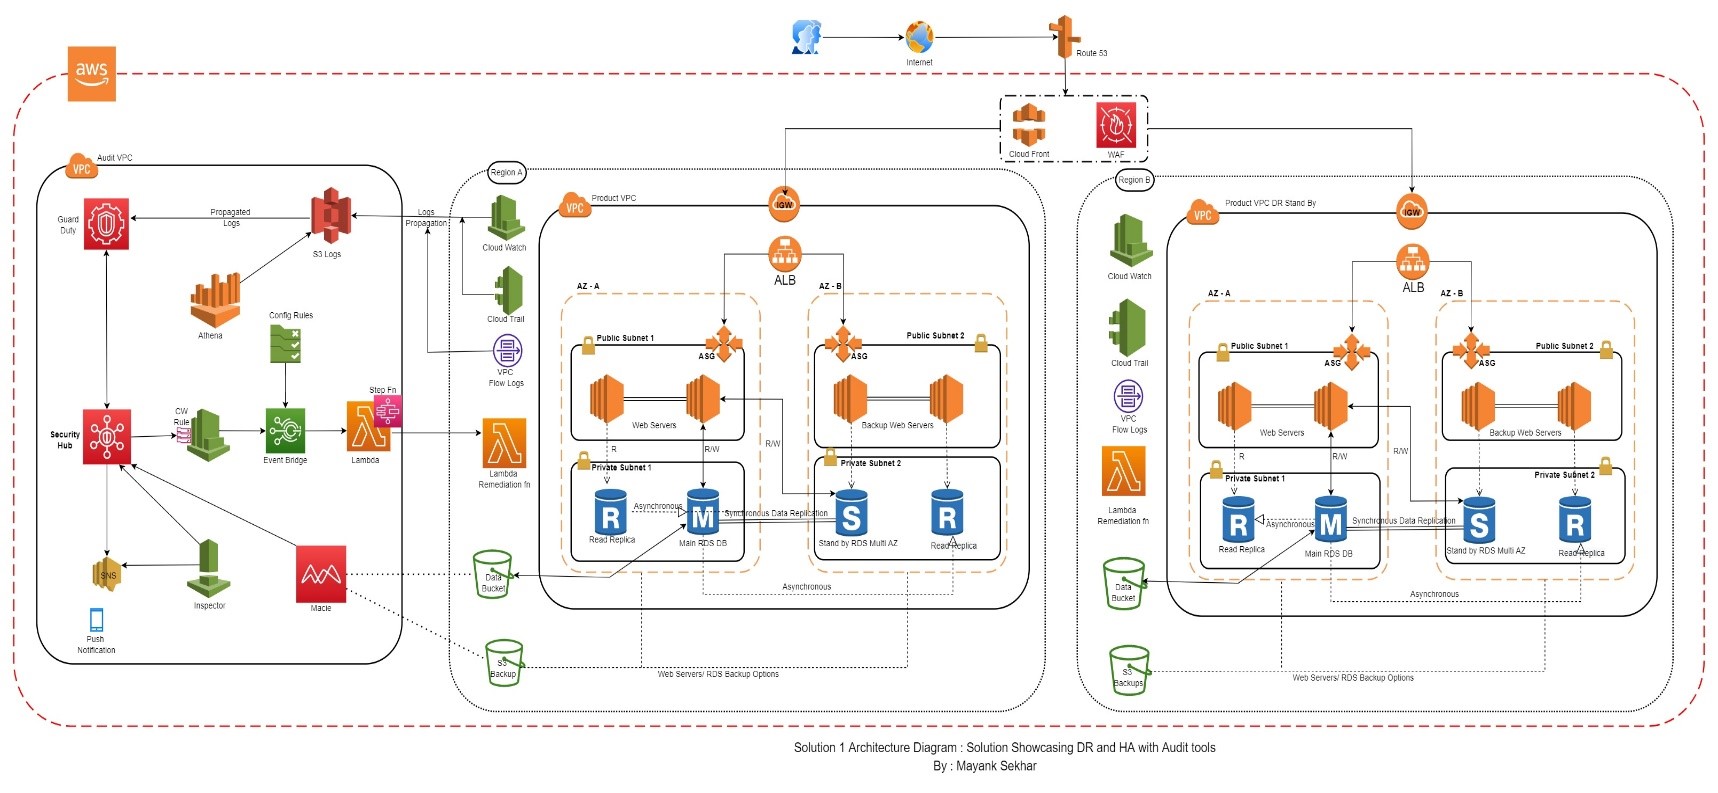 Internet
Route 53
aws
Cloud Front
WAF
VPC
Audit VPC
Guard
Duty
Propagated
Logs
S3 Logs
Athena
Config Rules
Security
Hub
CW
Rule
Event Bridge
Step Fn
Lambda
SNS
Inspector
Macie
Push
Notification
Region A
Logs
Propagation
Cloud Watch
Cloud Trail
VPC
Flow Logs
Lambda
Remediation fn
Data
Bucket
S3
Backup
VPC
Product VPC
IGW
ALB
AZ - A
AZ - B
Public Subnet 1
ASG
Web Servers
R
R/W
R/W
Private Subnet 1
R
Asynchronous
M
Read Replica
Main RDS DB
Synchronous Data Replication
Public Subnet 2
ASG
Backup Web Servers
Private Subnet 2
S
R
Stand by RDS Multi AZ
Read Replica
Asynchronous
Web Servers/ RDS Backup Options
Region B
Cloud Watch
Cloud Trail
VPC
Flow Logs
Lambda
Remediation fn
Data
Bucket
S3
Backups
VPC
Product VPC DR Stand By
IGW
ALB
AZ - A
AZ - B
Public Subnet 1
ASG
Web Servers
R
R/W
R/W
Private Subnet 1
R
Asynchronous
M
Read Replica
Main RDS DB
Synchronous Data Replication
Public Subnet 2
ASG
Backup Web Servers
Private Subnet 2
S
R
Stand by RDS Multi AZ
Read Replica
Asynchronous
Web Servers/ RDS Backup Options
Solution 1 Architecture Diagram : Solution Showcasing DR and HA with Audit tools
By : Mayank Sekhar